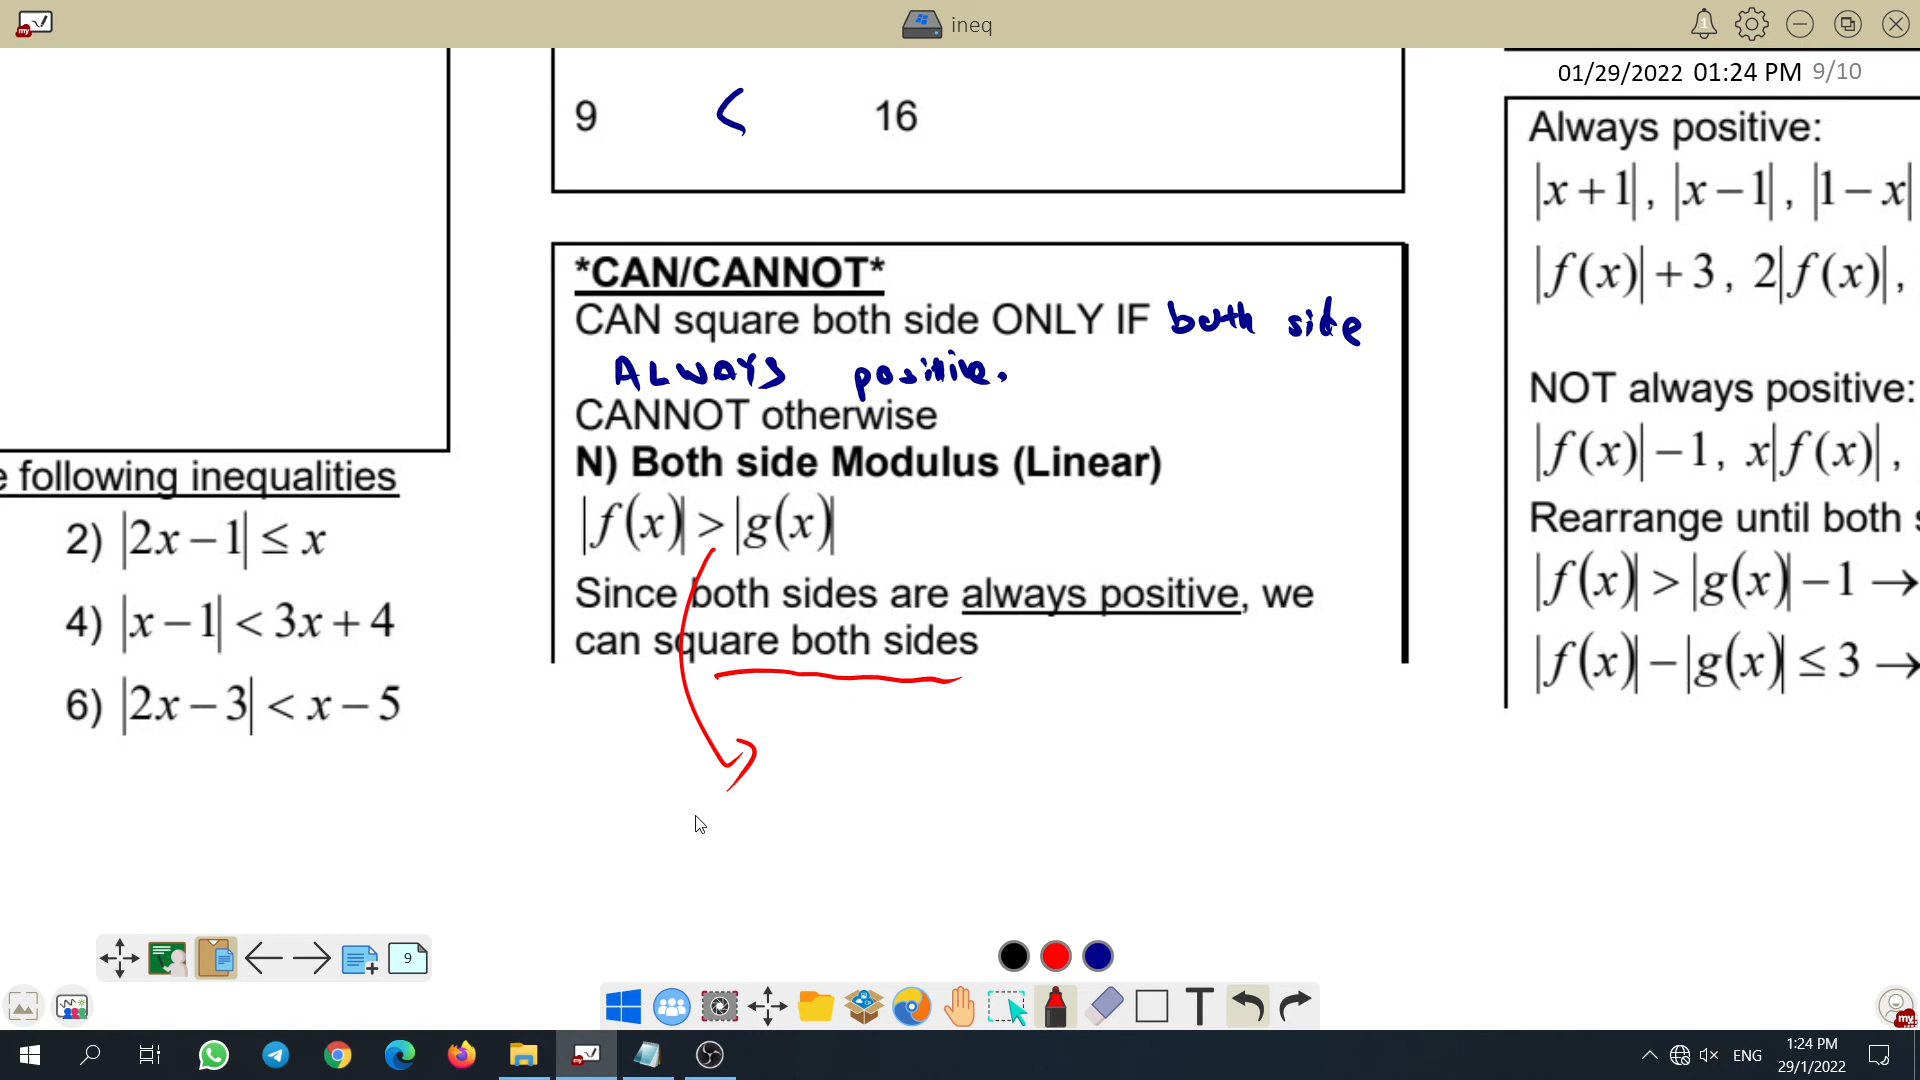 my
ineq
1
01/29/2022 01:24 PM 9/10
9 < 16
*CAN/CANNOT*
CAN square both side ONLY IF both side
ALWAYS positive.
CANNOT otherwise
N) Both side Modulus (Linear)
|f(x)| > |g(x)|
Since both sides are always positive, we
can square both sides
e following inequalities
2) |2x − 1| ≤ x
4) |x − 1| < 3x + 4
6) |2x − 3| < x − 5
Always positive:
|x + 1|, |x − 1|, |1 − x|
|f(x)| + 3, 2|f(x)|,
NOT always positive:
|f(x)| − 1, x|f(x)|,
Rearrange until both s
|f(x)| > |g(x)| − 1 →
|f(x)| − |g(x)| ≤ 3 →
9
T
my
my
ENG
1:24 PM
29/1/2022